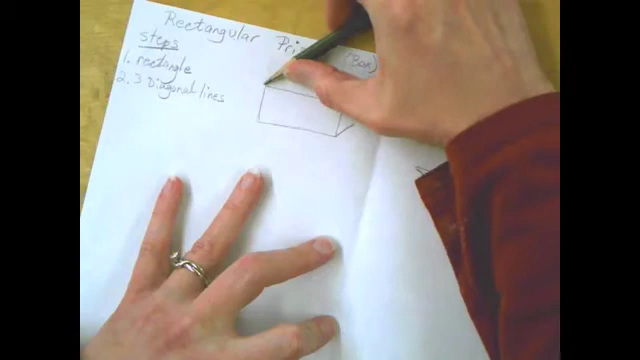 Rectangular Pri (Box)
steps
1. rectangle
2. 3 Diagonal lines